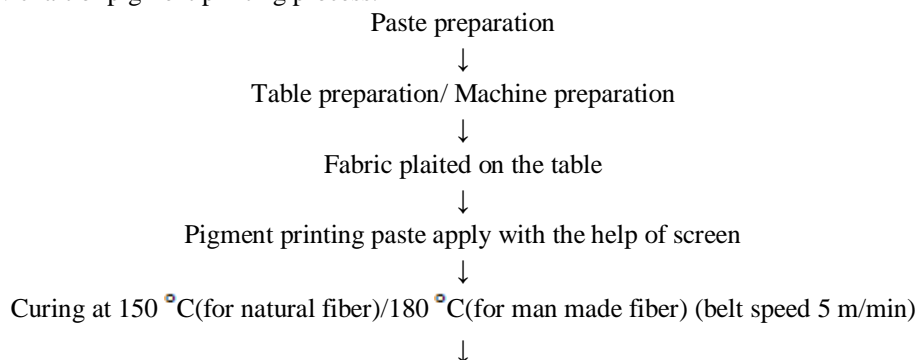 Paste preparation
↓
Table preparation/ Machine preparation
↓
Fabric plaited on the table
↓
Pigment printing paste apply with the help of screen
↓
Curing at 150 °C(for natural fiber)/180 °C(for man made fiber) (belt speed 5 m/min)
↓